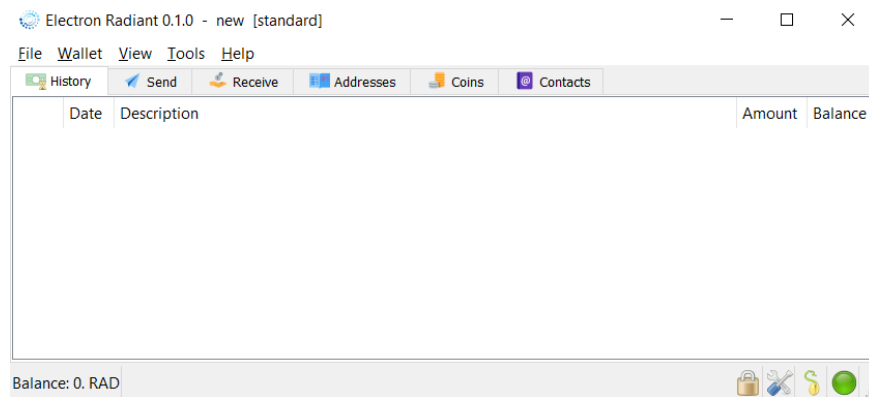 Electron Radiant 0.1.0 - new [standard]
File Wallet View Tools Help
History Send Receive Addresses Coins @ Contacts
Date Description Amount Balance
Balance: 0. RAD